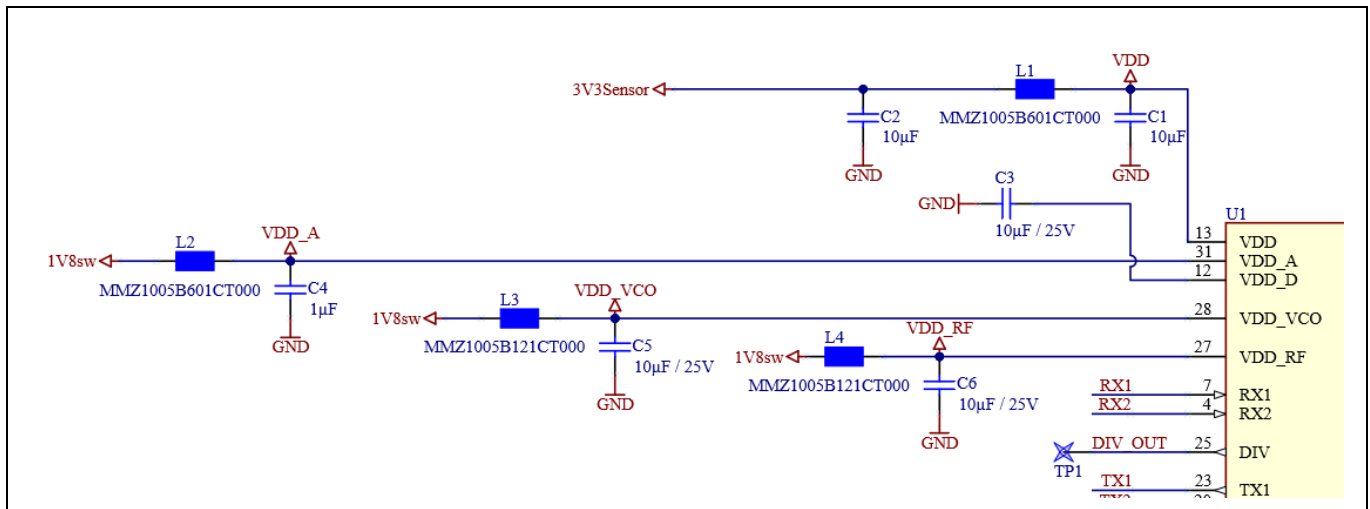 VDD
L1
3V3Sensor
C2
MMZ1005B601CT000
C1
10µF
10µF
GND
GND
C3
GND
10µF / 25V
U1
L2
VDD_A
13
VDD
1V8sw
31
VDD_A
MMZ1005B601CT000
C4
12
VDD_D
1µF
L3
VDD_VCO
1V8sw
28
VDD_VCO
GND
MMZ1005B121CT000
C5
L4
VDD_RF
10µF / 25V
1V8sw
27
VDD_RF
MMZ1005B121CT000
C6
GND
10µF / 25V
RX1
7
RX1
RX2
4
RX2
GND
DIV_OUT
25
DIV
TP1
TX1
23
TX1